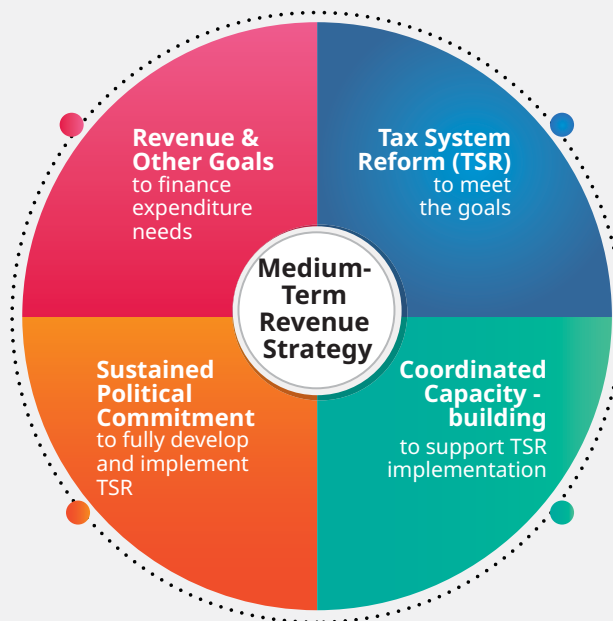 Revenue &
Other Goals
to finance
expenditure
needs
Tax System
Reform (TSR)
to meet
the goals
Medium-
Term
Revenue
Strategy
Sustained
Political
Commitment
to fully develop
and implement
TSR
Coordinated
Capacity -
building
to support TSR
implementation